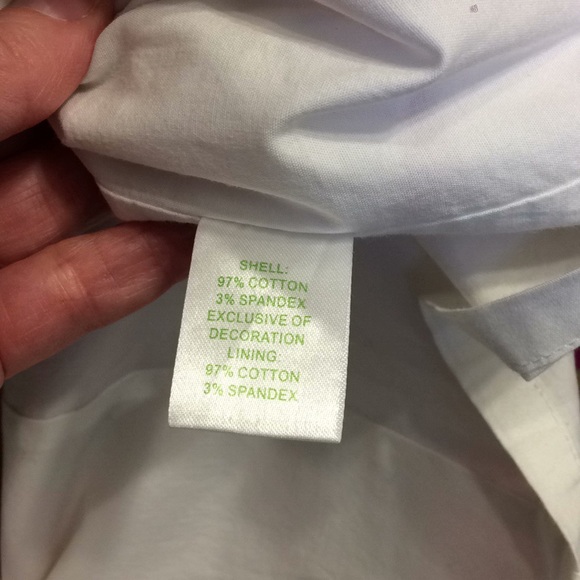 SHELL:
97% COTTON
3% SPANDEX
EXCLUSIVE OF
DECORATION
LINING:
97% COTTON
3% SPANDEX